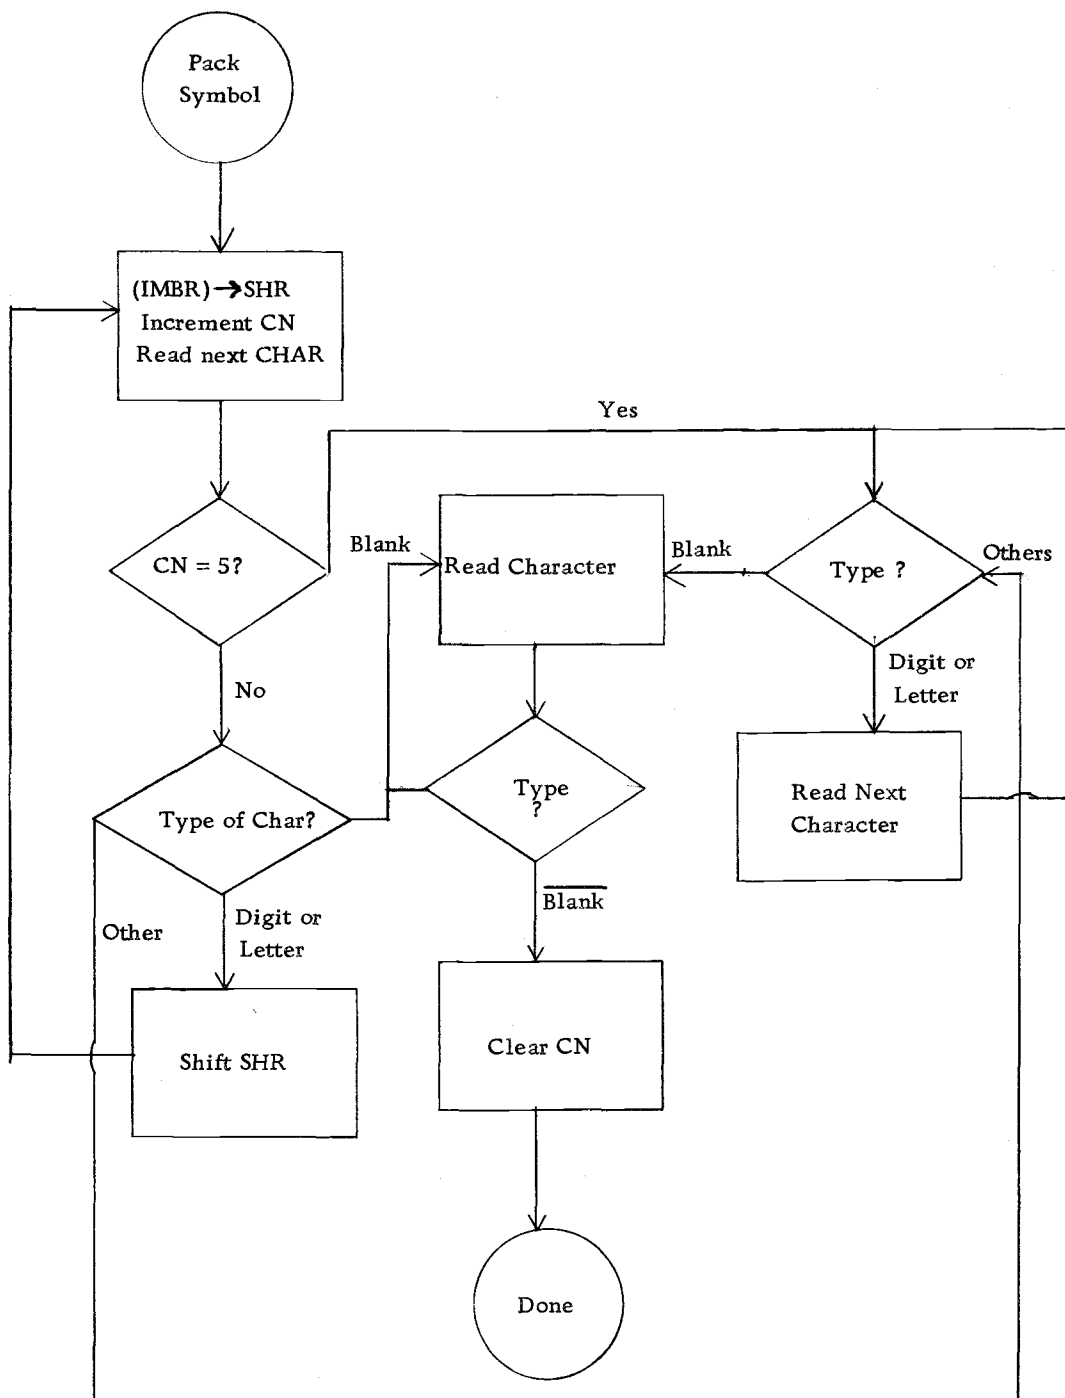 Pack
Symbol
(IMBR)→SHR
Increment CN
Read next CHAR
Yes
CN = 5?
Blank
Read Character
Blank
Type ?
Others
No
Digit or
Letter
Type of Char?
Type
?
Read Next
Character
Blank
Other
Digit or
Letter
Shift SHR
Clear CN
Done